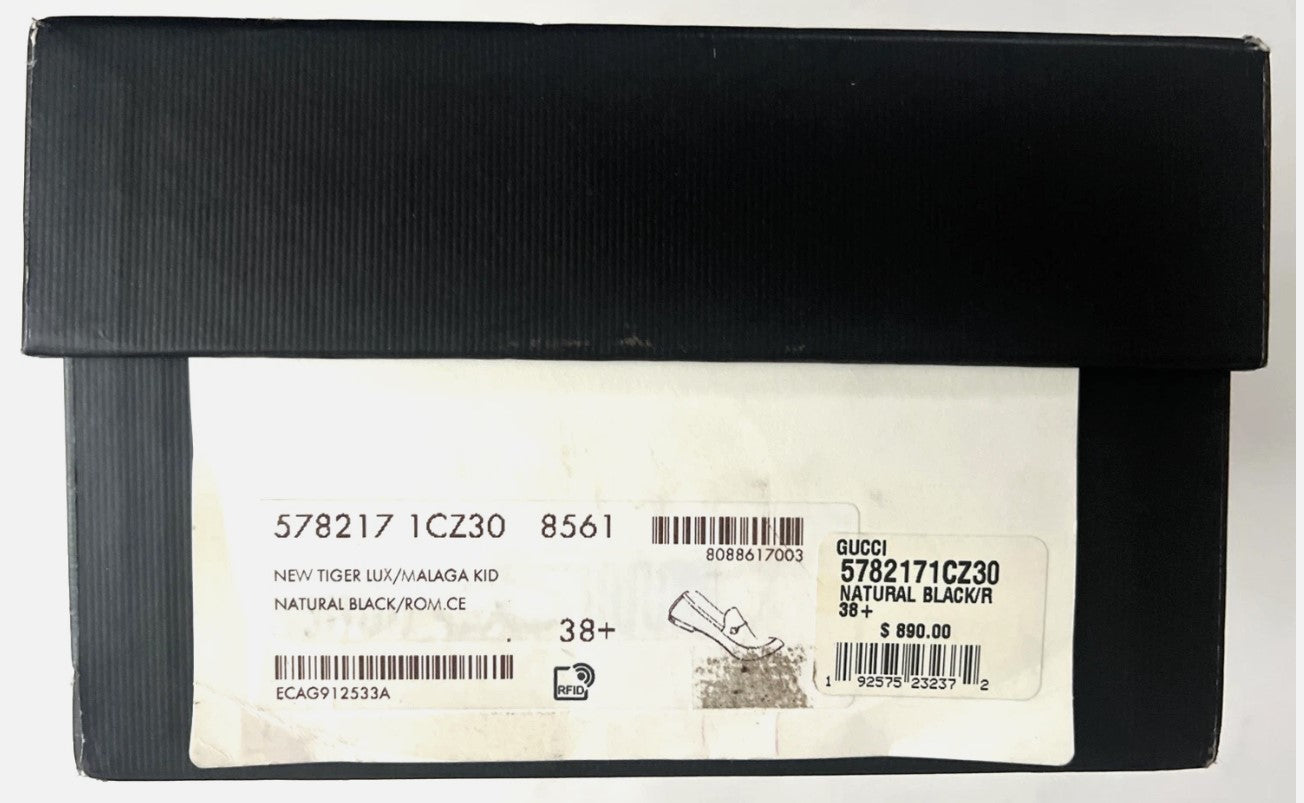 578217 1CZ30 8561
8088617003
NEW TIGER LUX/MALAGA KID
NATURAL BLACK/ROM.CE
38+
ECAG912533A
RFID
GUCCI
5782171CZ30
NATURAL BLACK/R
38+
$ 890.00
1 92575 23237 2